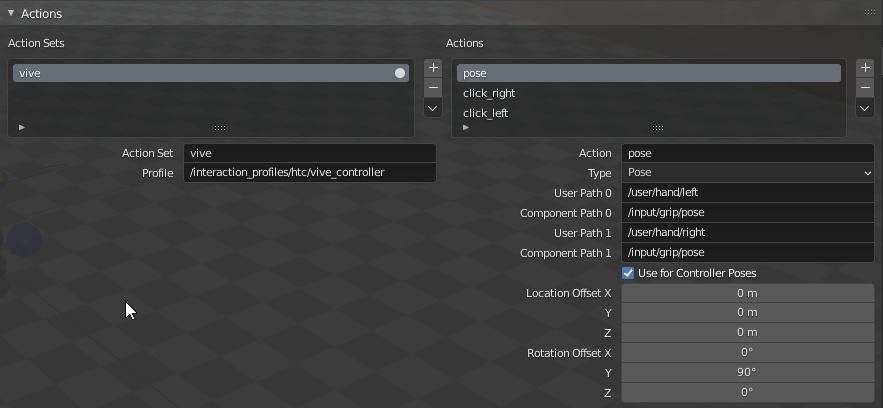 Actions
Action Sets
vive
Action Set vive
Profile /interaction_profiles/htc/vive_controller
Actions
pose
click_right
click_left
Action pose
Type Pose
User Path 0 /user/hand/left
Component Path 0 /input/grip/pose
User Path 1 /user/hand/right
Component Path 1 /input/grip/pose
Use for Controller Poses
Location Offset X 0 m
Y 0 m
Z 0 m
Rotation Offset X 0°
Y 90°
Z 0°